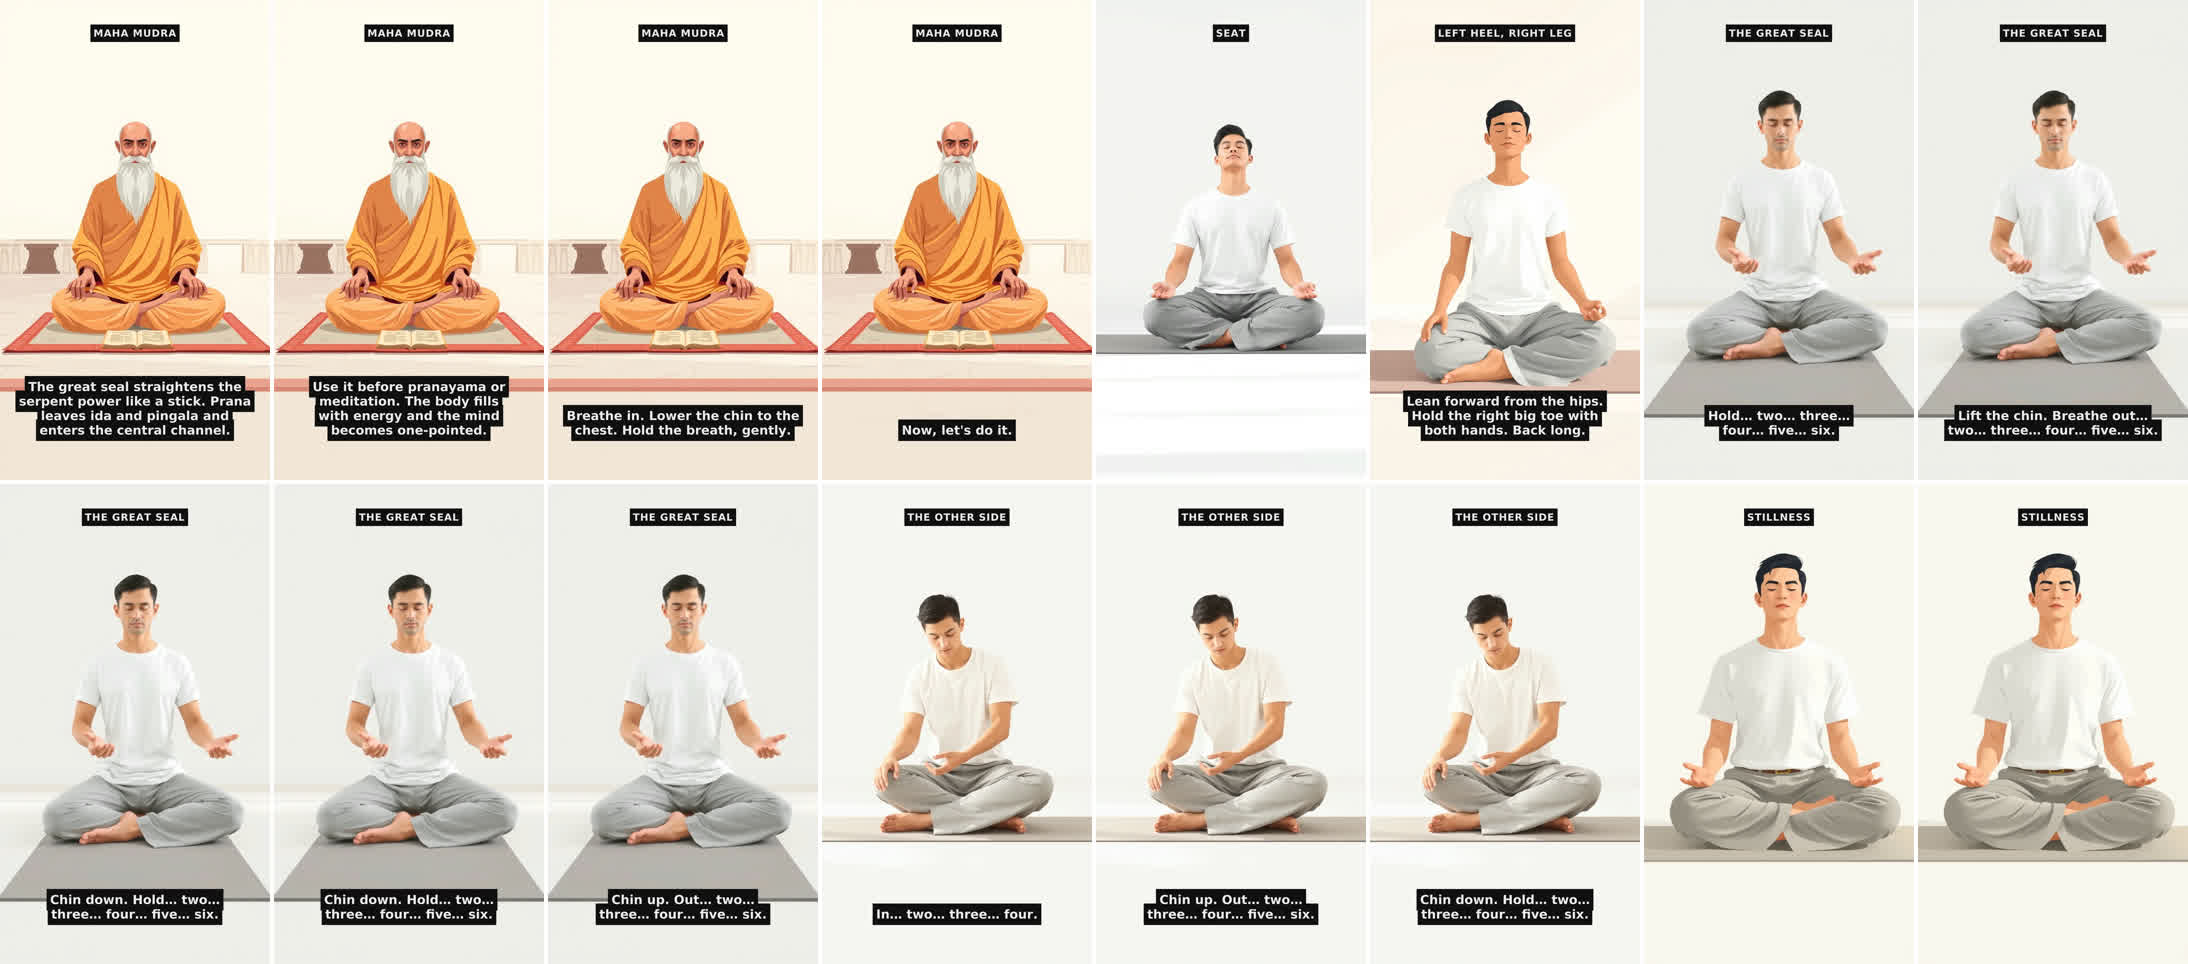 MAHA MUDRA
The great seal straightens the
serpent power like a stick. Prana
leaves ida and pingala and
enters the central channel.
MAHA MUDRA
Use it before pranayama or
meditation. The body fills
with energy and the mind
becomes one-pointed.
MAHA MUDRA
Breathe in. Lower the chin to the
chest. Hold the breath, gently.
MAHA MUDRA
Now, let's do it.
SEAT
LEFT HEEL, RIGHT LEG
Lean forward from the hips.
Hold the right big toe with
both hands. Back long.
THE GREAT SEAL
Hold... two... three...
four... five... six.
THE GREAT SEAL
Lift the chin. Breathe out...
two... three... four... five... six.
THE GREAT SEAL
Chin down. Hold... two...
three... four... five... six.
THE GREAT SEAL
Chin down. Hold... two...
three... four... five... six.
THE GREAT SEAL
Chin up. Out... two...
three... four... five... six.
THE OTHER SIDE
In... two... three... four.
THE OTHER SIDE
Chin up. Out... two...
three... four... five... six.
THE OTHER SIDE
Chin down. Hold... two...
three... four... five... six.
STILLNESS
STILLNESS